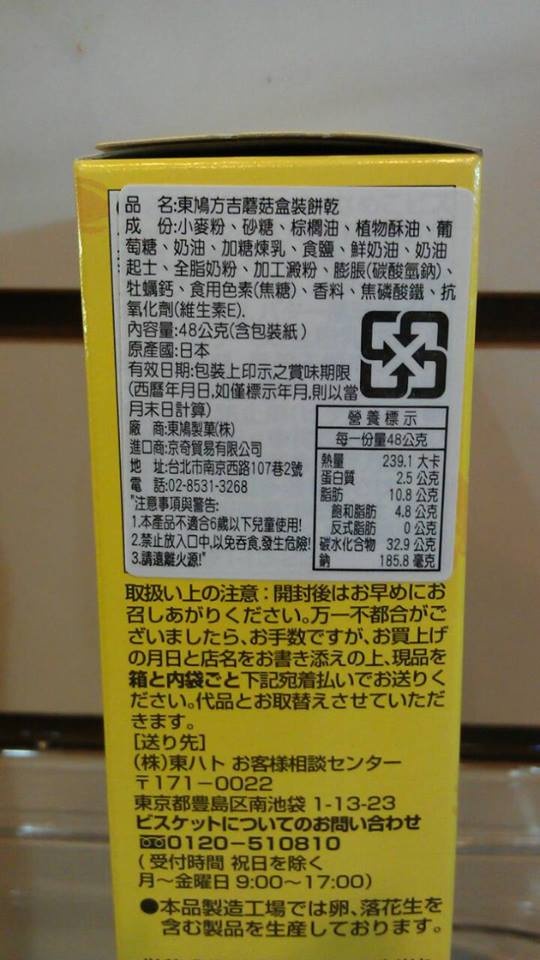 品 名:東鳩方吉蘑菇盒裝餅乾
成 份:小麥粉、砂糖、棕櫚油、植物酥油、葡
萄糖、奶油、加糖煉乳、食鹽、鮮奶油、奶油
起士、全脂奶粉、加工澱粉、膨脹(碳酸氫鈉)、
牡蠣鈣、食用色素(焦糖)、香料、焦磷酸鐵、抗
氧化劑(維生素E).
內容量:48公克(含包裝紙)
原產國:日本
有效日期:包裝上印示之賞味期限
(西曆年月日,如僅標示年月,則以當
月末日計算)
廠 商:東鳩製菓(株)
進口商:京奇貿易有限公司
地 址:台北市南京西路107巷2號
電 話:02-8531-3268
"注意事項與警告:
1.本產品不適合6歲以下兒童使用!
2.禁止放入口中,以免吞食,發生危險!
3.請遠離火源!"
營養標示
每一份量48公克
熱量 239.1 大卡
蛋白質 2.5 公克
脂肪 10.8 公克
飽和脂肪 4.8 公克
反式脂肪 0 公克
碳水化合物 32.9 公克
鈉 185.8 毫克
取扱い上の注意:開封後はお早めにお
召しあがりください。万一不都合がご
ざいましたら、お手数ですが、お買上げ
の月日と店名をお書き添えの上、現品を
箱と内袋ごと下記宛着払いでお送りく
ださい。代品とお取替えさせていただ
きます。
[送り先]
(株)東ハト お客様相談センター
〒171-0022
東京都豊島区南池袋 1-13-23
ビスケットについてのお問い合わせ
0120-510810
(受付時間 祝日を除く
月~金曜日 9:00~17:00)
●本品製造工場では卵、落花生を
含む製品を生産しております。